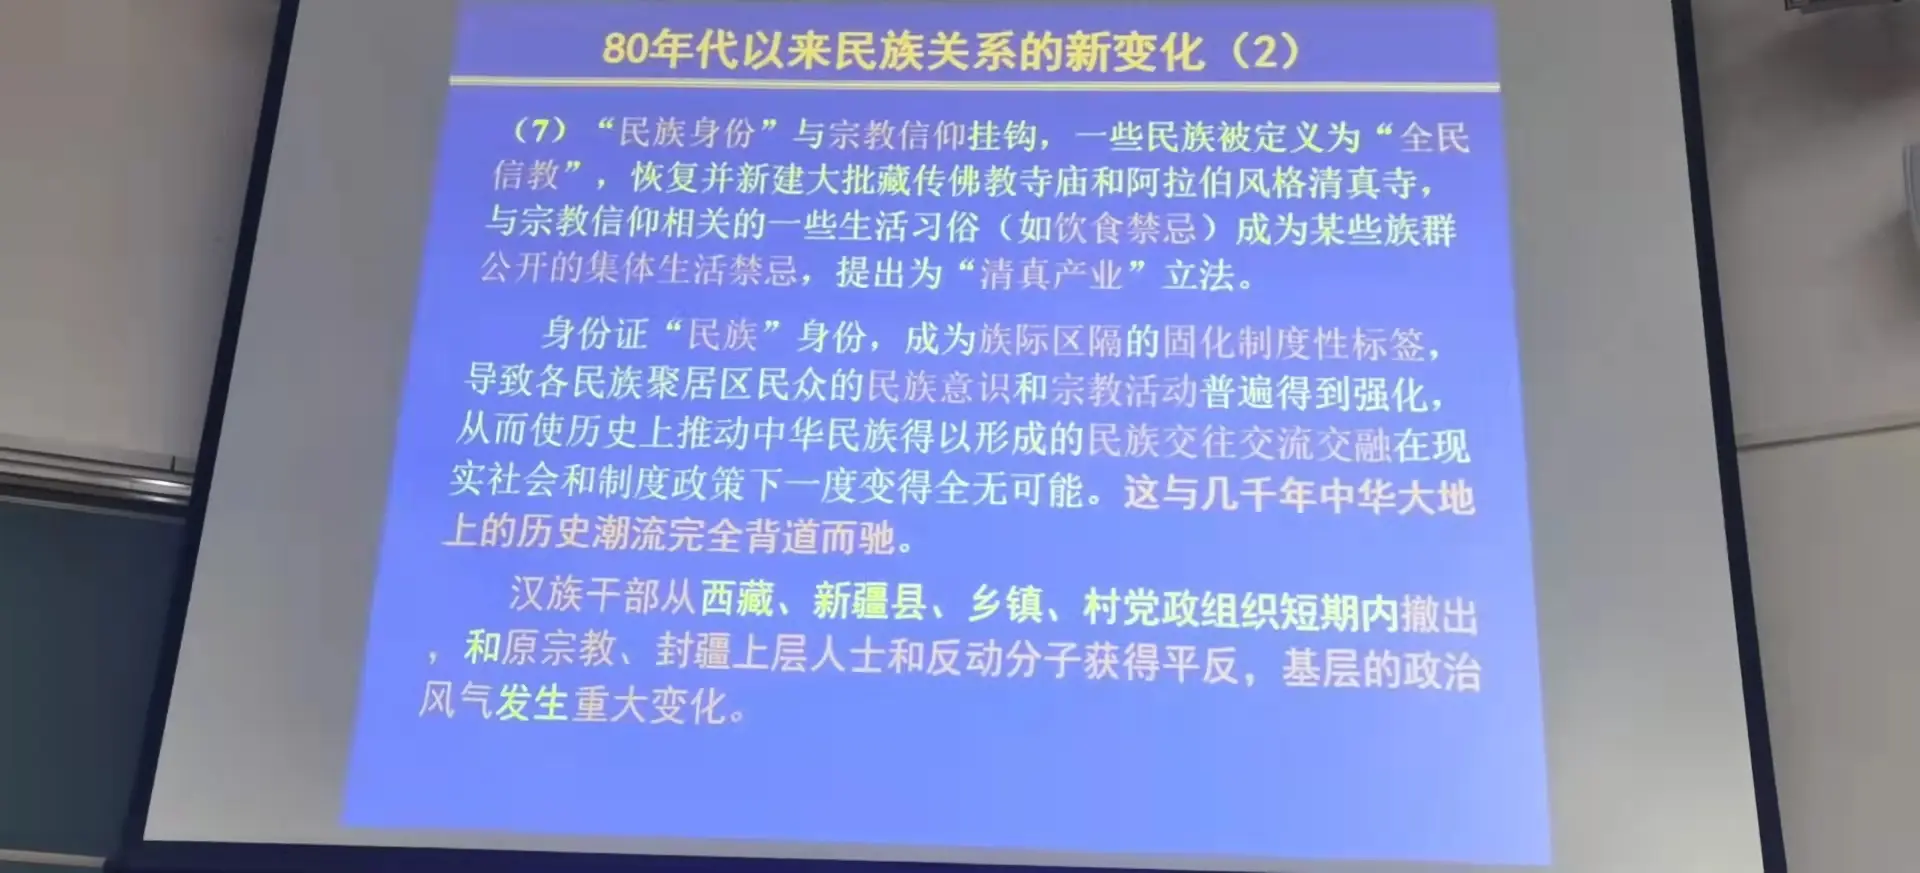 80年代以来民族关系的新变化（2）
（7）“民族身份”与宗教信仰挂钩，一些民族被定义为“全民
信教”，恢复并新建大批藏传佛教寺庙和阿拉伯风格清真寺，
与宗教信仰相关的一些生活习俗（如饮食禁忌）成为某些族群
公开的集体生活禁忌，提出为“清真产业”立法。
身份证“民族”身份，成为族际区隔的固化制度性标签，
导致各民族聚居区民众的民族意识和宗教活动普遍得到强化，
从而使历史上推动中华民族得以形成的民族交往交流交融在现
实社会和制度政策下一度变得全无可能。这与几千年中华大地
上的历史潮流完全背道而驰。
汉族干部从西藏、新疆县、乡镇、村党政组织短期内撤出
，和原宗教、封疆上层人士和反动分子获得平反，基层的政治
风气发生重大变化。